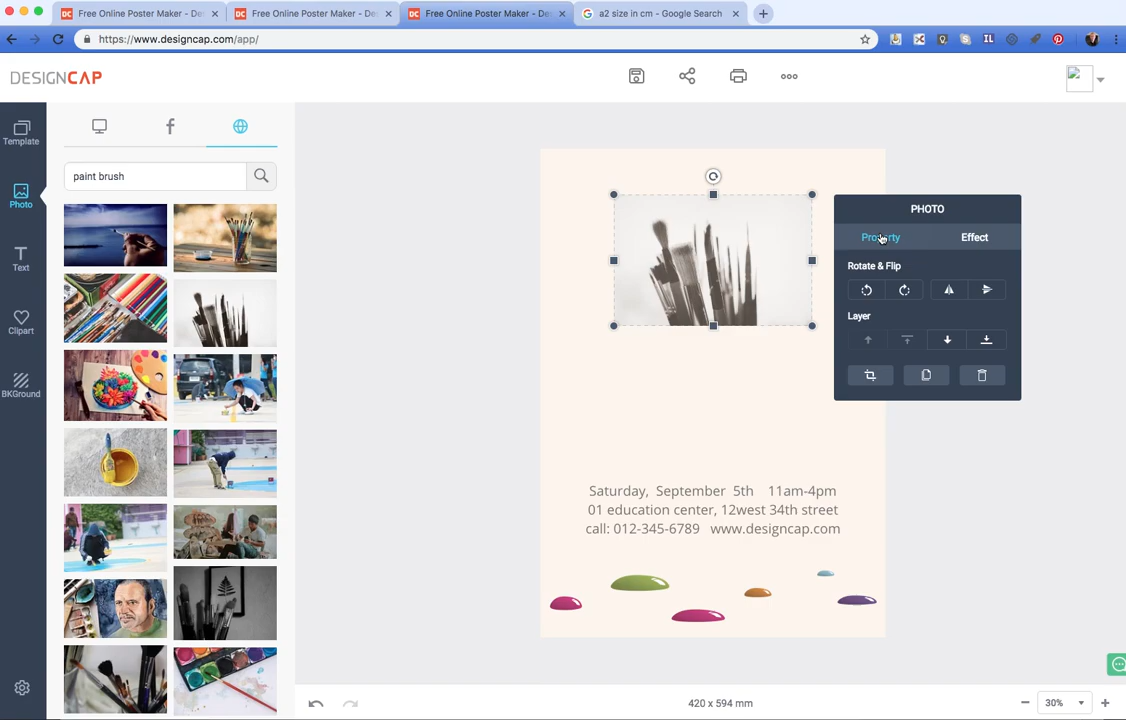 Free Online Poster Maker - De
Free Online Poster Maker - De
Free Online Poster Maker - De
a2 size in cm - Google Search
https://www.designcap.com/app/
IL
DESIGNCAP
Template
Photo
Text
Clipart
BKGround
paint brush
PHOTO
Property
Effect
Rotate & Flip
Layer
Saturday, September 5th 11am-4pm
01 education center, 12west 34th street
call: 012-345-6789 www.designcap.com
420 x 594 mm
30%